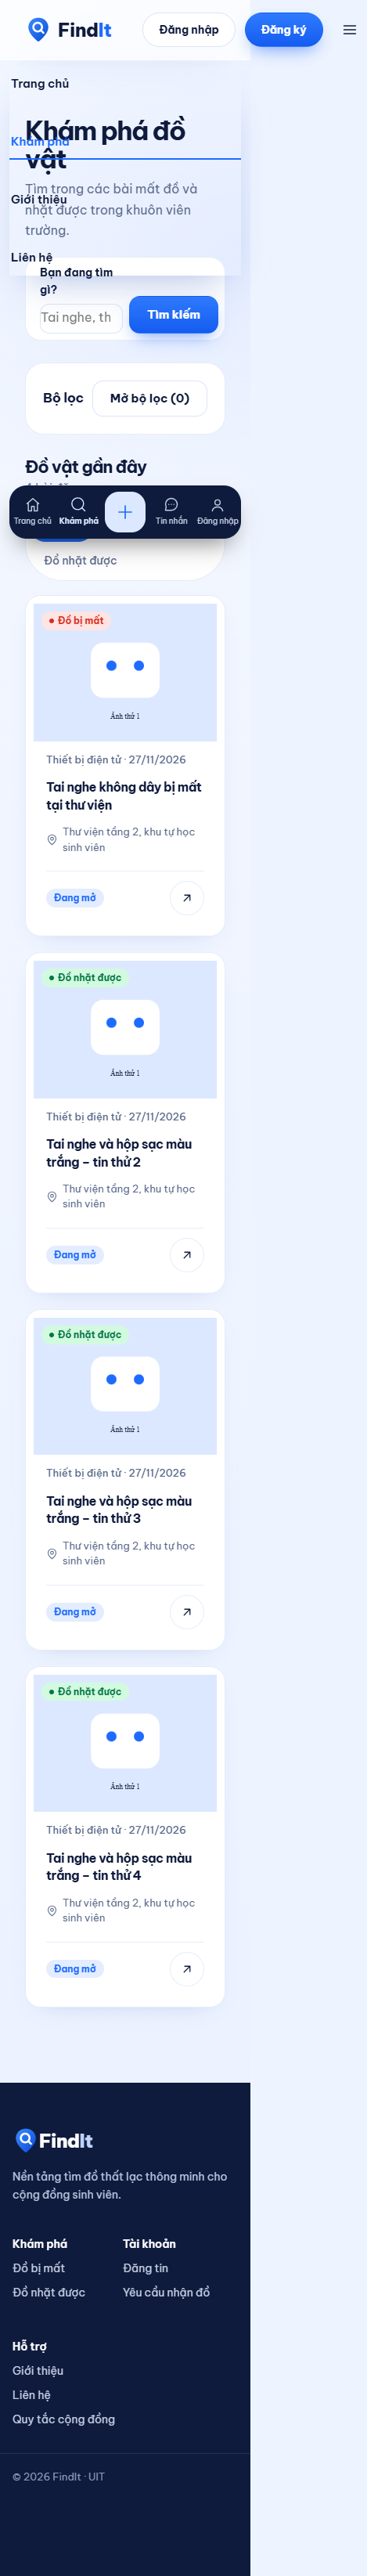 FindIt
Đăng nhập
Đăng ký
Trang chủ
Khám phá đồ
vật
Khám phá
Tìm trong các bài mất đồ và
nhặt được trong khuôn viên
trường.
Giới thiệu
Liên hệ
Bạn đang tìm
gì?
Tai nghe, th
Tìm kiếm
Bộ lọc
Mở bộ lọc (0)
Đồ vật gần đây
Trang chủ
Khám phá
Tin nhắn
Đăng nhập
Đồ nhặt được
Đồ bị mất
Ảnh thử 1
Thiết bị điện tử · 27/11/2026
Tai nghe không dây bị mất
tại thư viện
Thư viện tầng 2, khu tự học
sinh viên
Đang mở
Đồ nhặt được
Ảnh thử 1
Thiết bị điện tử · 27/11/2026
Tai nghe và hộp sạc màu
trắng – tin thử 2
Thư viện tầng 2, khu tự học
sinh viên
Đang mở
Đồ nhặt được
Ảnh thử 1
Thiết bị điện tử · 27/11/2026
Tai nghe và hộp sạc màu
trắng – tin thử 3
Thư viện tầng 2, khu tự học
sinh viên
Đang mở
Đồ nhặt được
Ảnh thử 1
Thiết bị điện tử · 27/11/2026
Tai nghe và hộp sạc màu
trắng – tin thử 4
Thư viện tầng 2, khu tự học
sinh viên
Đang mở
FindIt
Nền tảng tìm đồ thất lạc thông minh cho
cộng đồng sinh viên.
Khám phá
Đồ bị mất
Đồ nhặt được
Tài khoản
Đăng tin
Yêu cầu nhận đồ
Hỗ trợ
Giới thiệu
Liên hệ
Quy tắc cộng đồng
© 2026 FindIt · UIT